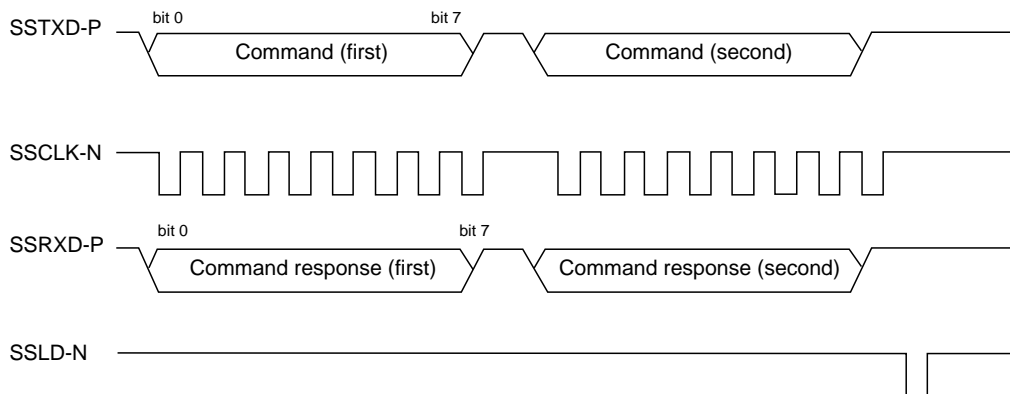 bit 0 bit 7
SSTXD-P Command (first) Command (second)
SSCLK-N
bit 0 bit 7
SSRXD-P Command response (first) Command response (second)
SSLD-N